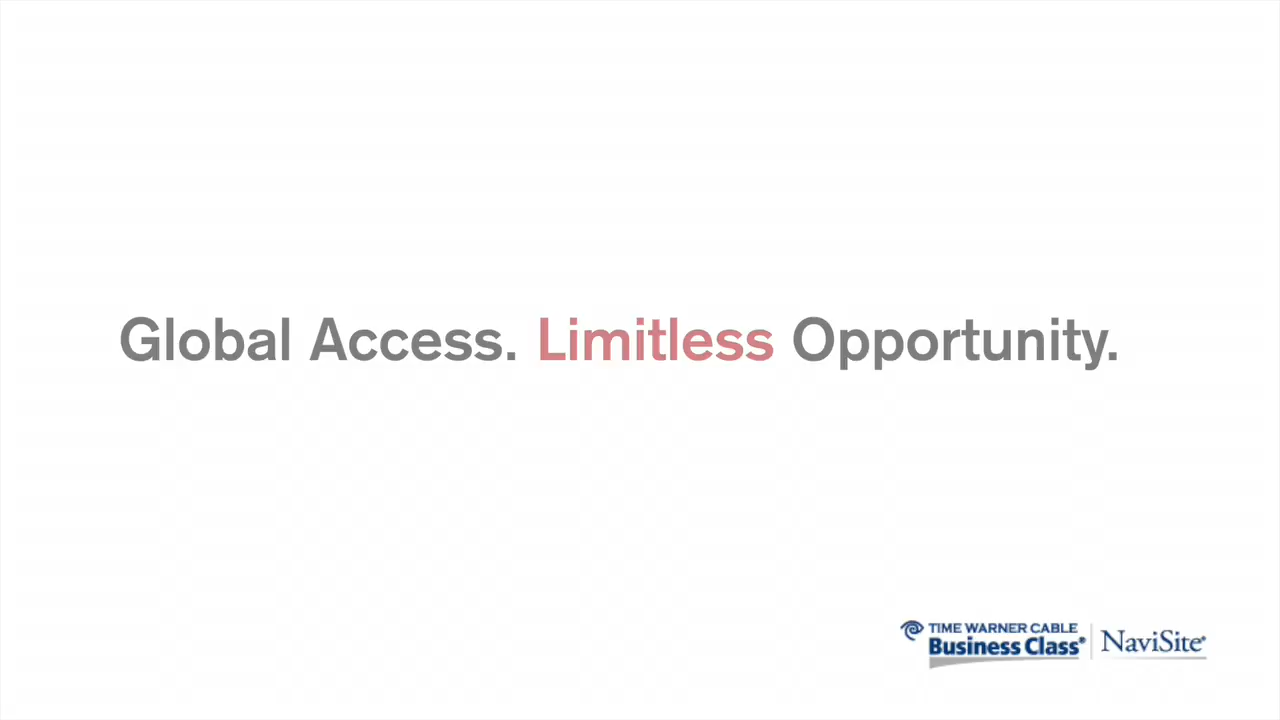 Global Access. Limitless Opportunity.
TIME WARNER CABLE
Business Class® | NaviSite®